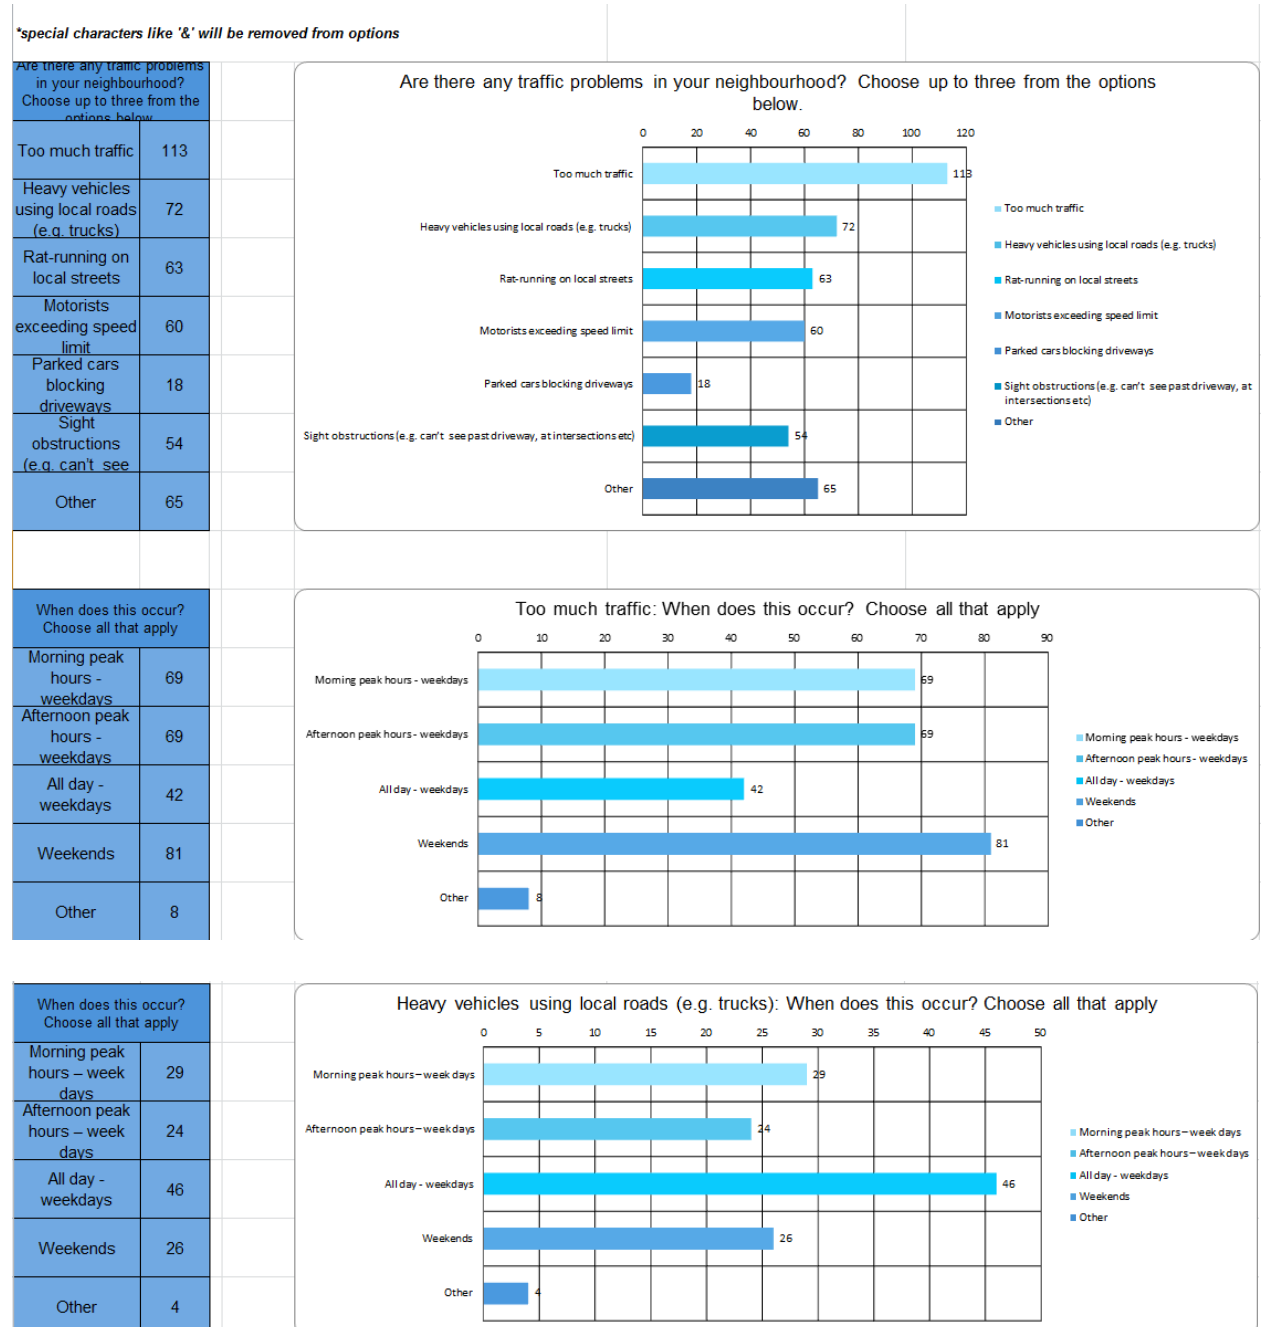 *special characters like '&' will be removed from options
Are there any traffic problems
in your neighbourhood?
Choose up to three from the
options below.
Too much traffic 113
Heavy vehicles
using local roads
(e.g. trucks)
72
Rat-running on
local streets
63
Motorists
exceeding speed
limit
60
Parked cars
blocking
driveways
18
Sight
obstructions
(e.g. can't see
54
Other 65
Are there any traffic problems in your neighbourhood? Choose up to three from the options
below.
0 20 40 60 80 100 120
Too much traffic 113
Heavy vehicles using local roads (e.g. trucks) 72
Rat-running on local streets 63
Motorists exceeding speed limit 60
Parked cars blocking driveways 18
Sight obstructions (e.g. can't see past driveway, at intersections etc) 54
Other 65
Too much traffic
Heavy vehicles using local roads (e.g. trucks)
Rat-running on local streets
Motorists exceeding speed limit
Parked cars blocking driveways
Sight obstructions (e.g. can't see past driveway, at
intersections etc)
Other
When does this occur?
Choose all that apply
Morning peak
hours -
weekdays
69
Afternoon peak
hours -
weekdays
69
All day -
weekdays
42
Weekends 81
Other 8
Too much traffic: When does this occur? Choose all that apply
0 10 20 30 40 50 60 70 80 90
Morning peak hours - weekdays 69
Afternoon peak hours - weekdays 69
All day - weekdays 42
Weekends 81
Other 8
Morning peak hours - weekdays
Afternoon peak hours - weekdays
All day - weekdays
Weekends
Other
When does this occur?
Choose all that apply
Morning peak
hours – week
days
29
Afternoon peak
hours – week
days
24
All day -
weekdays
46
Weekends 26
Other 4
Heavy vehicles using local roads (e.g. trucks): When does this occur? Choose all that apply
0 5 10 15 20 25 30 35 40 45 50
Morning peak hours – week days 29
Afternoon peak hours – week days 24
All day - weekdays 46
Weekends 26
Other 4
Morning peak hours – week days
Afternoon peak hours – week days
All day - weekdays
Weekends
Other